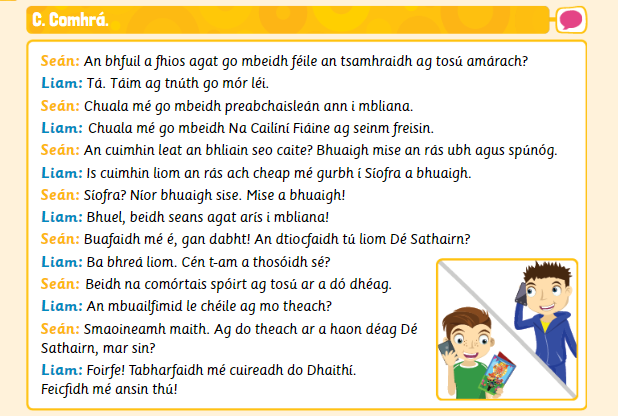 C. Comhrá.
Seán: An bhfuil a fhios agat go mbeidh féile an tsamhraidh ag tosú amárach?
Liam: Tá. Táim ag tnúth go mór léi.
Seán: Chuala mé go mbeidh preabchaisleán ann i mbliana.
Liam: Chuala mé go mbeidh Na Cailíní Fiáine ag seinm freisin.
Seán: An cuimhin leat an bhliain seo caite? Bhuaigh mise an rás ubh agus spúnóg.
Liam: Is cuimhin liom an rás ach cheap mé gurbh í Síofra a bhuaigh.
Seán: Síofra? Níor bhuaigh sise. Mise a bhuaigh!
Liam: Bhuel, beidh seans agat arís i mbliana!
Seán: Buafaidh mé é, gan dabht! An dtiocfaidh tú liom Dé Sathairn?
Liam: Ba bhreá liom. Cén t-am a thosóidh sé?
Seán: Beidh na comórtais spóirt ag tosú ar a dó dhéag.
Liam: An mbuailfimid le chéile ag mo theach?
Seán: Smaoineamh maith. Ag do theach ar a haon déag Dé
Sathairn, mar sin?
Liam: Foirfe! Tabharfaidh mé cuireadh do Dhaithí.
Feicfidh mé ansin thú!